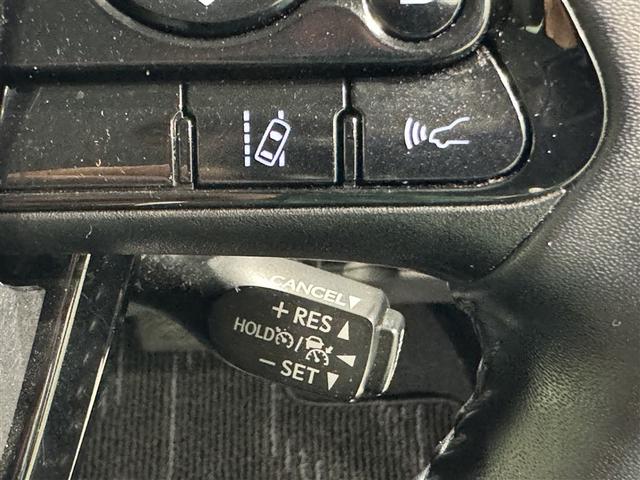 CANCEL▼
+ RES ▲
HOLD / ◀
− SET ▼